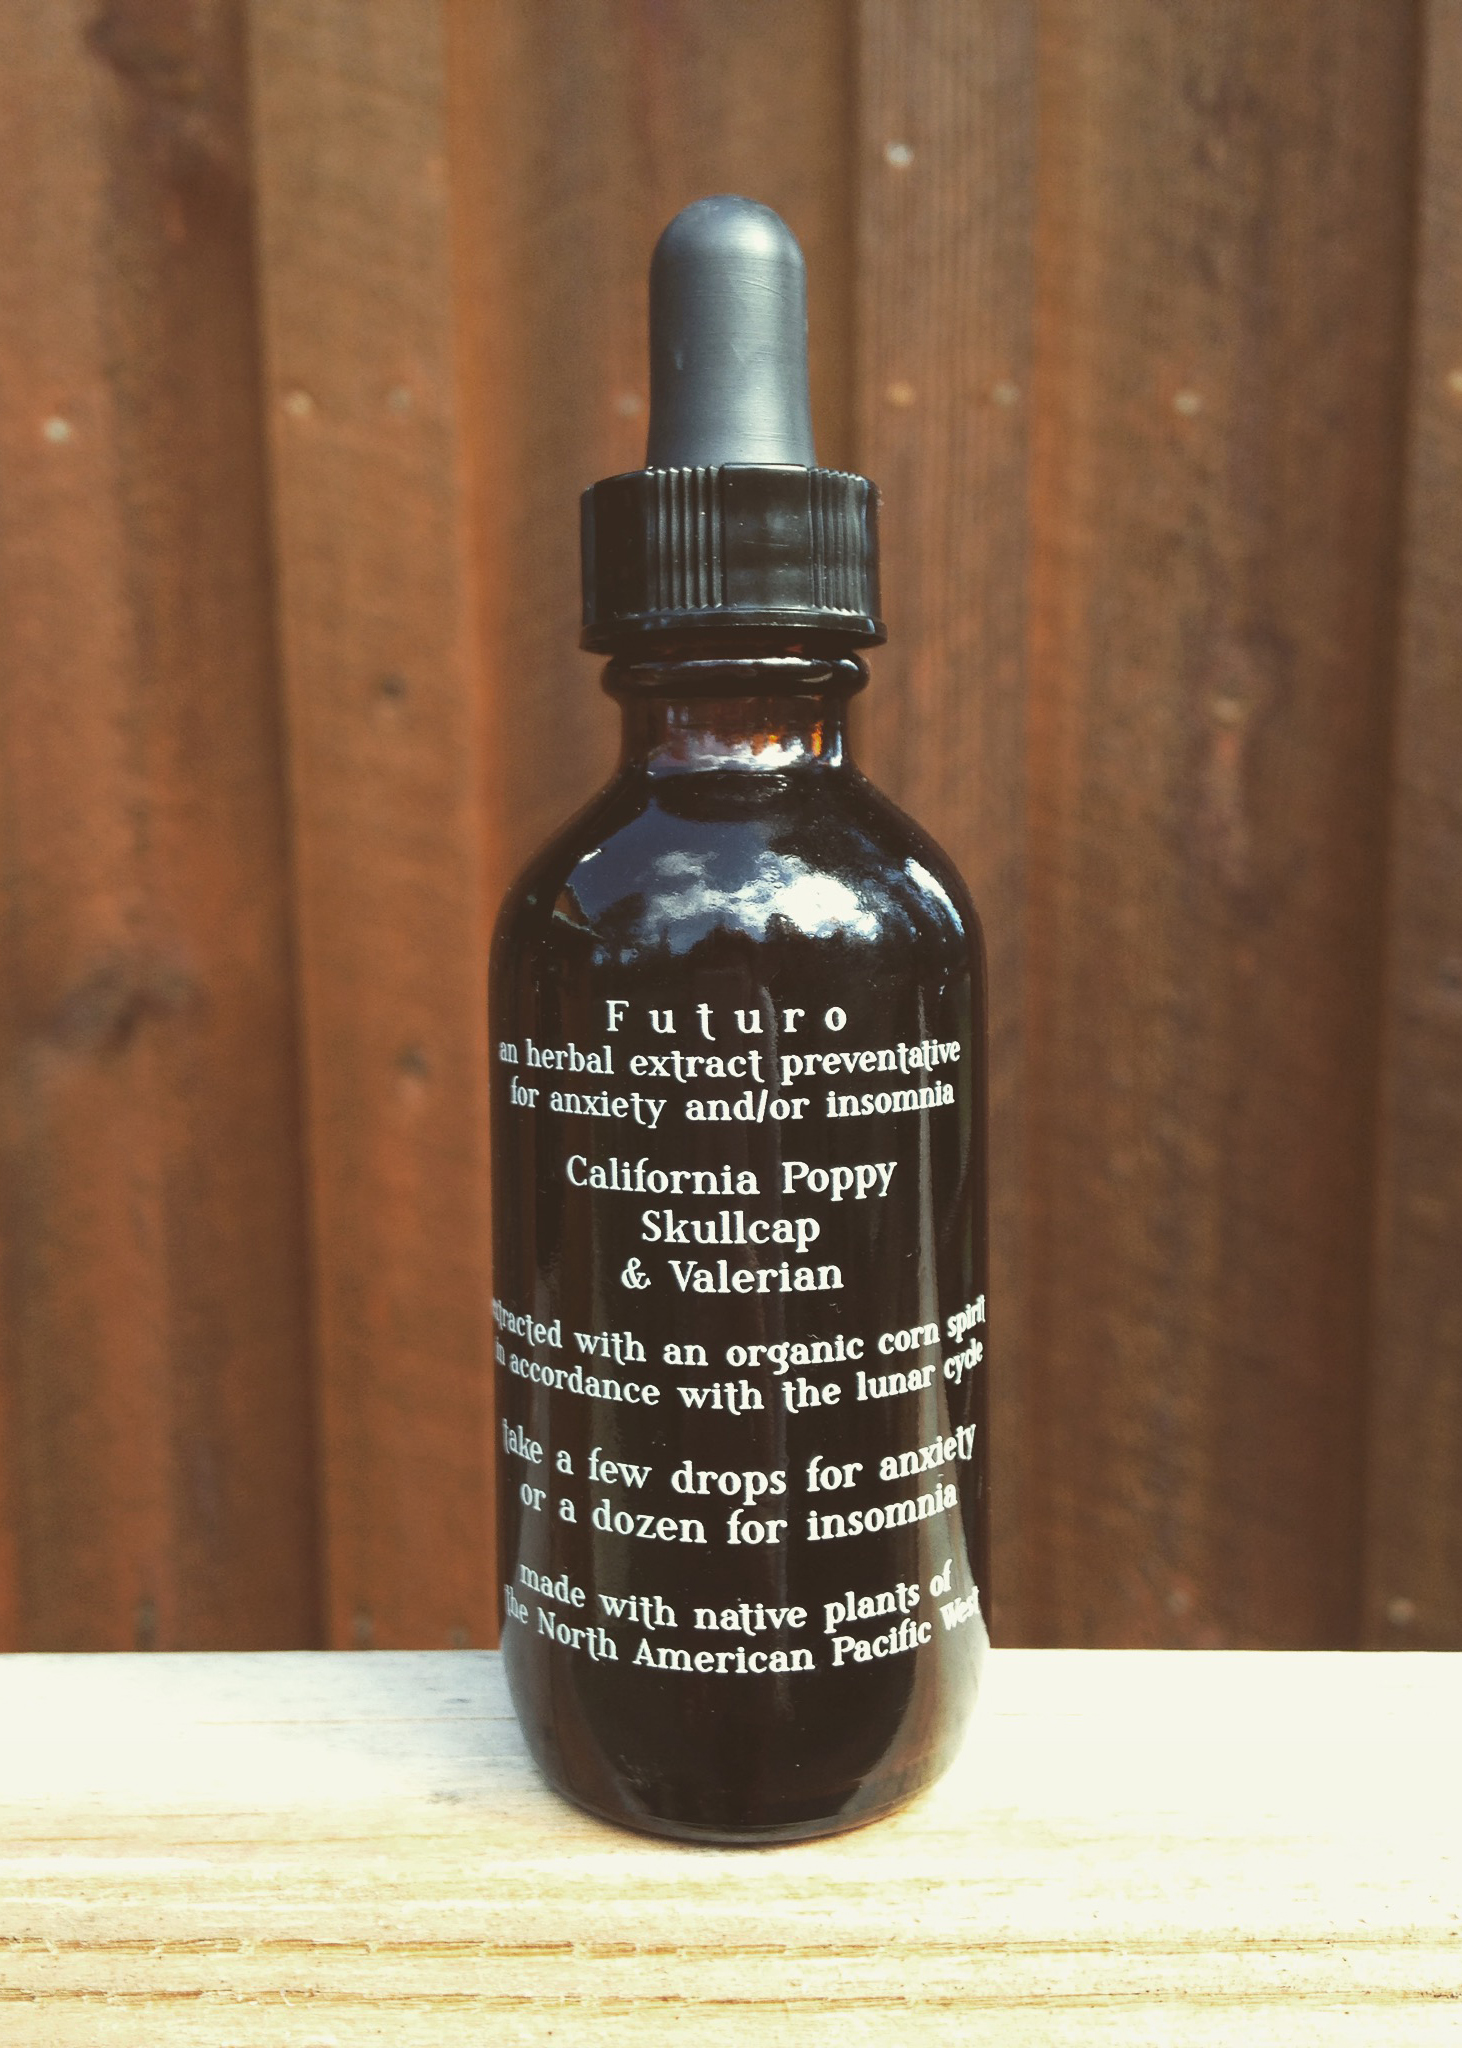 Futuro
an herbal extract preventative
for anxiety and/or insomnia
California Poppy
Skullcap
& Valerian
extracted with an organic corn spirit
in accordance with the lunar cycle
take a few drops for anxiety
or a dozen for insomnia
made with native plants of
the North American Pacific West